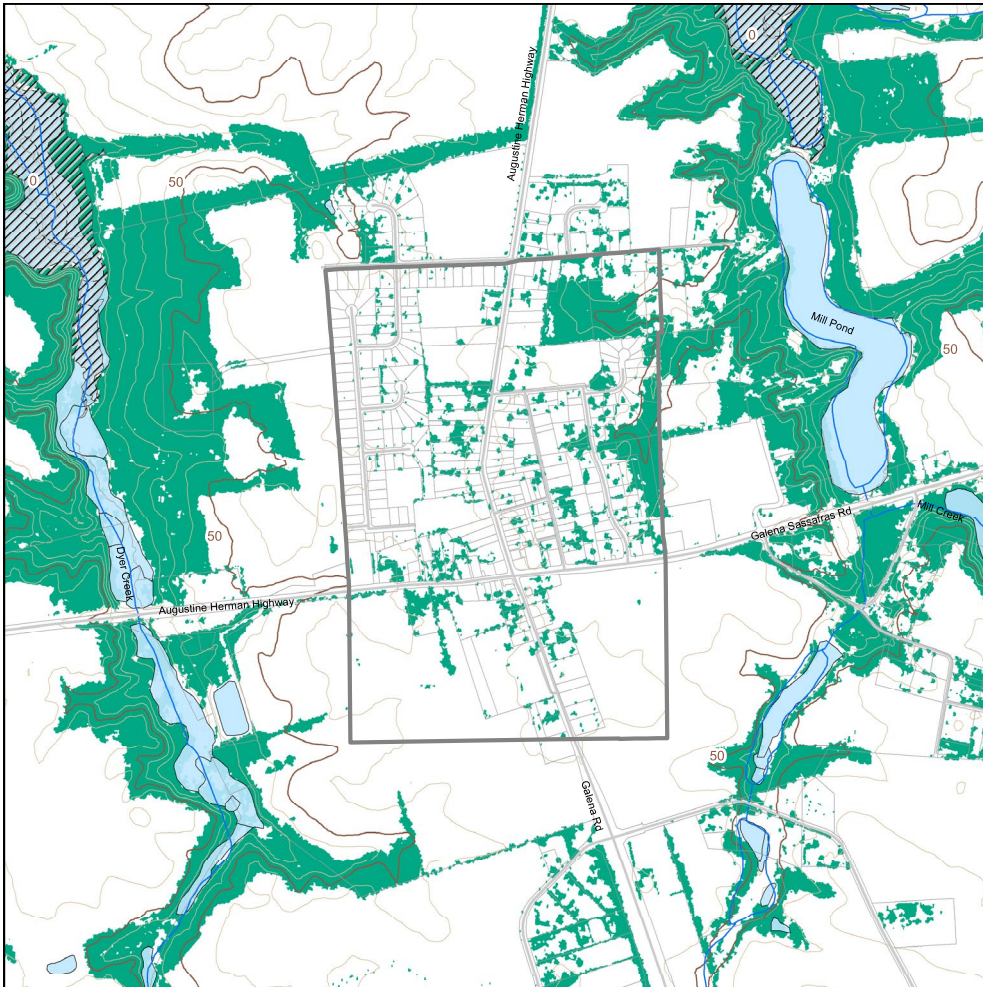 0
Augustine Herman Highway
0
50
Mill Pond
50
50
Galena Sassafras Rd
Mill Creek
Dyer Creek
Augustine Herman Highway
50
Galena Rd